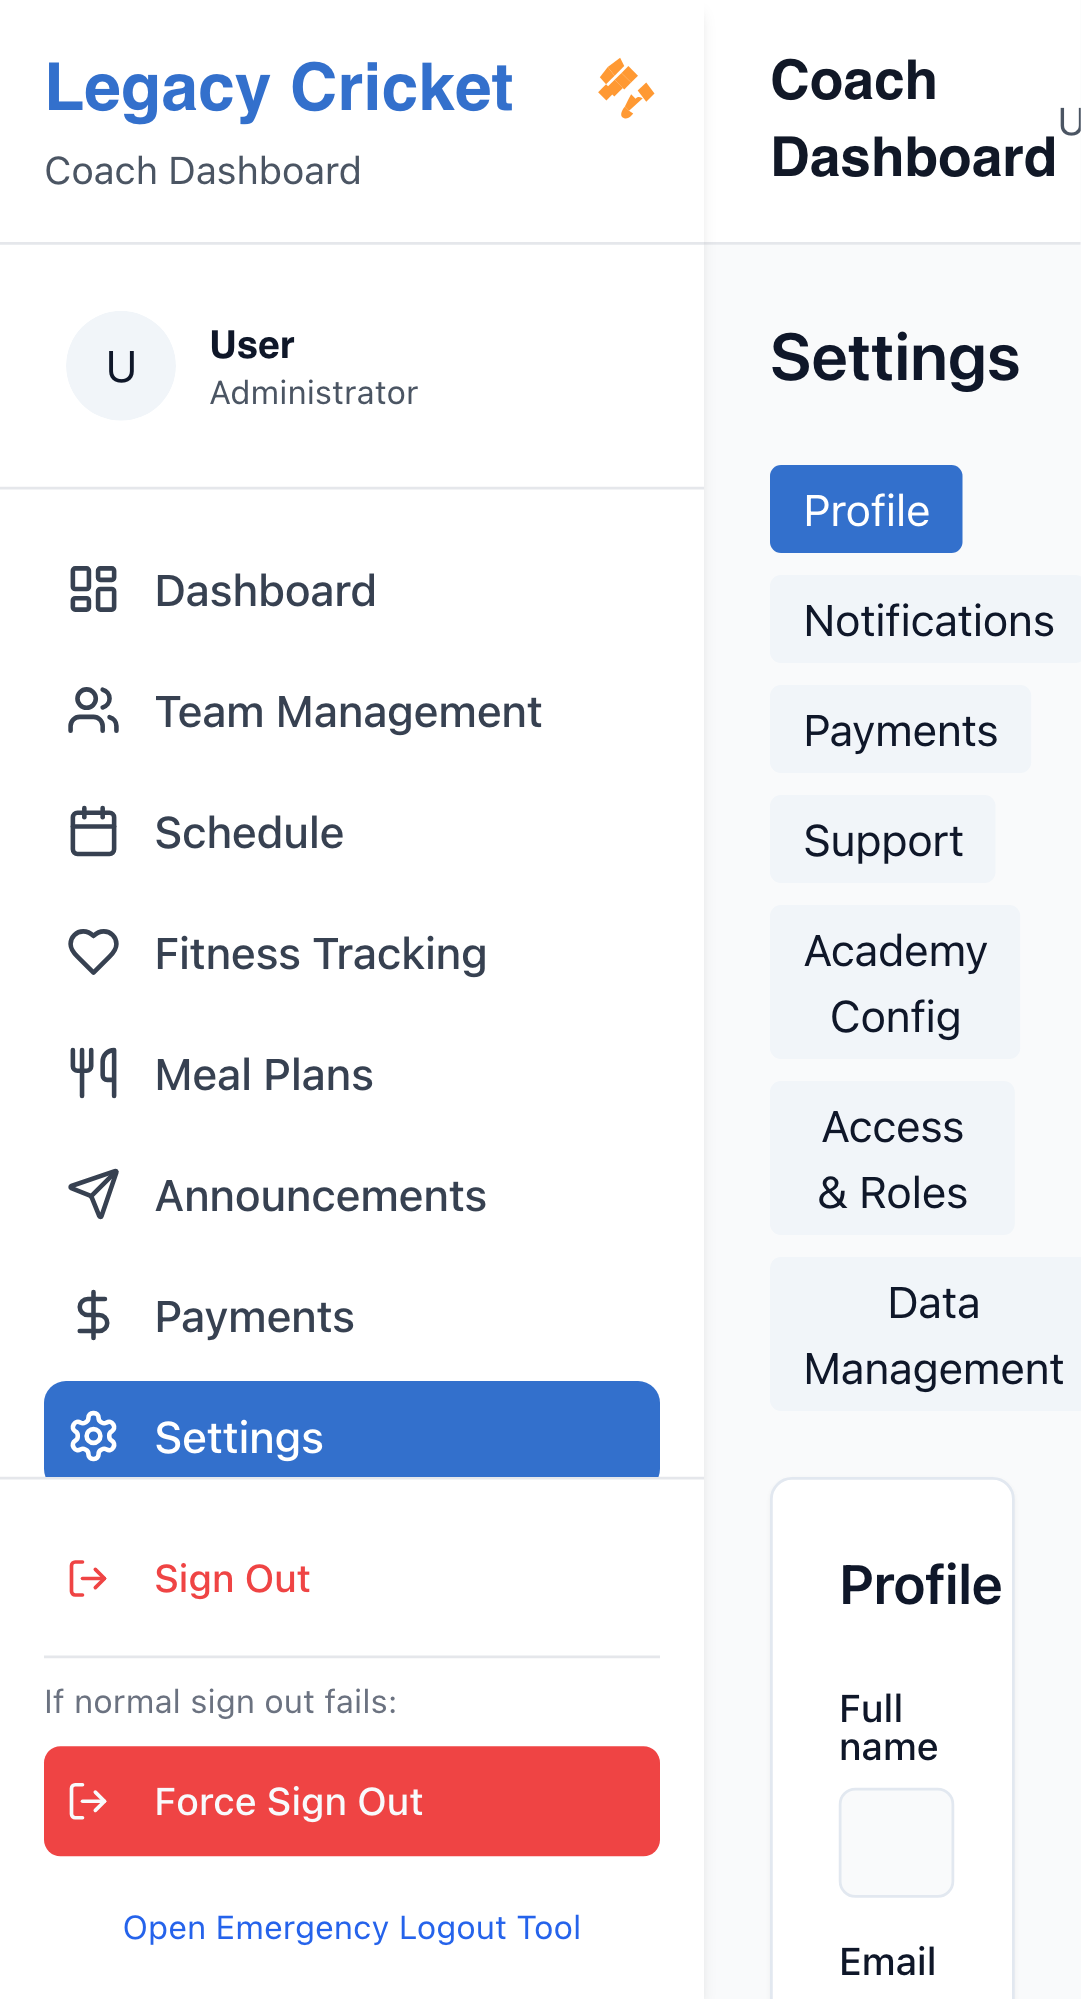 Legacy Cricket
Coach Dashboard
U
User
Administrator
Dashboard
Team Management
Schedule
Fitness Tracking
Meal Plans
Announcements
Payments
Settings
Sign Out
If normal sign out fails:
Force Sign Out
Open Emergency Logout Tool
Coach
Dashboard
U
Settings
Profile
Notifications
Payments
Support
Academy
Config
Access
& Roles
Data
Management
Profile
Full
name
Email